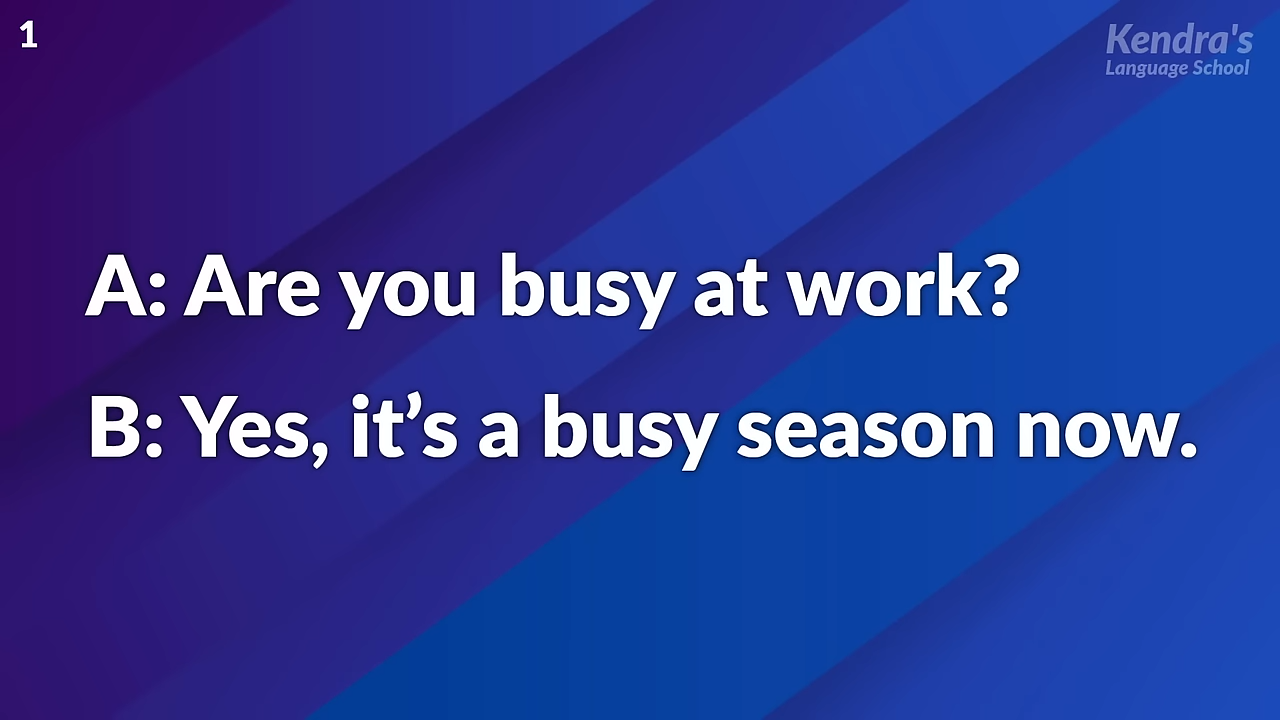 1
Kendra's
Language School
A: Are you busy at work?
B: Yes, it’s a busy season now.